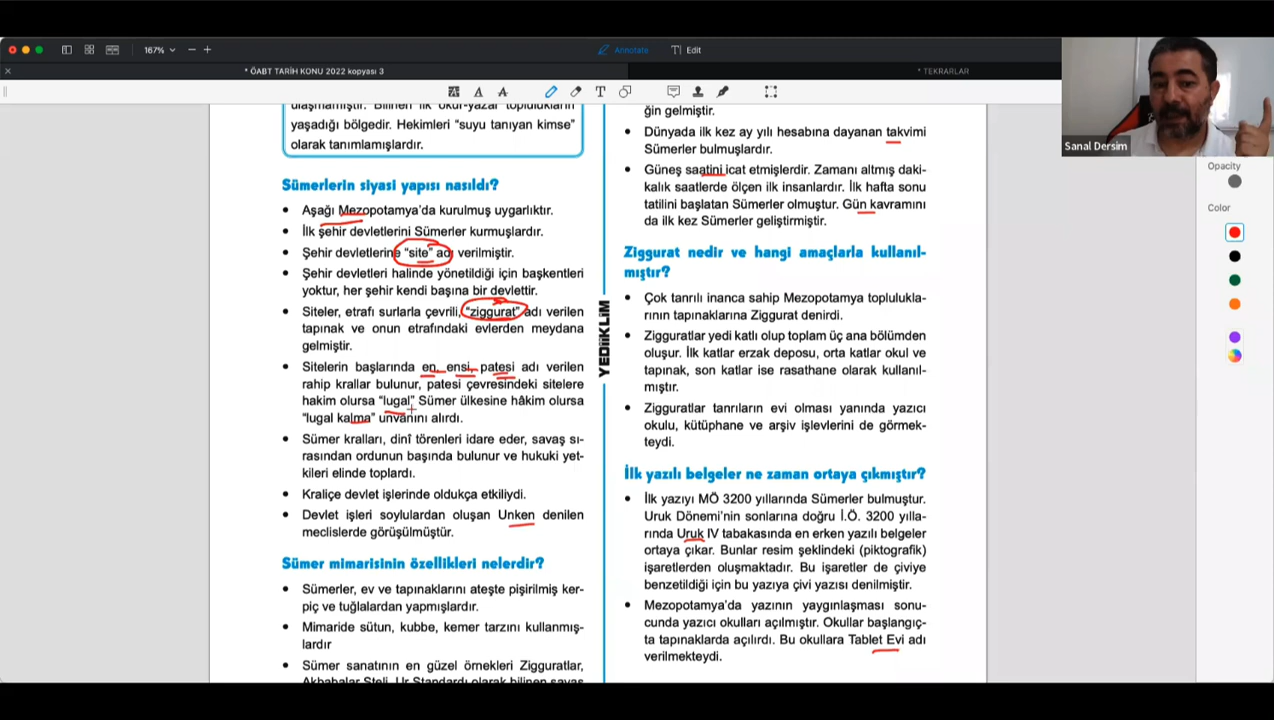 167%
Annotate
Edit
* ÖABT TARİH KONU 2022 kopyası 3
* TEKRARLAR
Sanal Dersim
Opacity
Color
ulaşmamıştır. Bilinen ilk okur-yazar toplulukların
yaşadığı bölgedir. Hekimleri “suyu tanıyan kimse”
olarak tanımlamışlardır.
Sümerlerin siyasi yapısı nasıldı?
• Aşağı Mezopotamya’da kurulmuş uygarlıktır.
• İlk şehir devletlerini Sümerler kurmuşlardır.
• Şehir devletlerine “site” adı verilmiştir.
• Şehir devletleri halinde yönetildiği için başkentleri
yoktur, her şehir kendi başına bir devlettir.
• Siteler, etrafı surlarla çevrili, “ziggurat” adı verilen
tapınak ve onun etrafındaki evlerden meydana
gelmiştir.
• Sitelerin başlarında en, ensi, patesi adı verilen
rahip krallar bulunur, patesi çevresindeki sitelere
hakim olursa “lugal” Sümer ülkesine hâkim olursa
“lugal kalma” unvanını alırdı.
• Sümer kralları, dinî törenleri idare eder, savaş sı-
rasından ordunun başında bulunur ve hukuki yet-
kileri elinde toplardı.
• Kraliçe devlet işlerinde oldukça etkiliydi.
• Devlet işleri soylulardan oluşan Unken denilen
meclislerde görüşülmüştür.
Sümer mimarisinin özellikleri nelerdir?
• Sümerler, ev ve tapınaklarını ateşte pişirilmiş ker-
piç ve tuğlalardan yapmışlardır.
• Mimaride sütun, kubbe, kemer tarzını kullanmış-
lardır
• Sümer sanatının en güzel örnekleri Zigguratlar,
Akbabalar Steli, Ur Standardı olarak bilinen savaş
YEDİİKLİM
ğin gelmiştir.
• Dünyada ilk kez ay yılı hesabına dayanan takvimi
Sümerler bulmuşlardır.
• Güneş saatini icat etmişlerdir. Zamanı altmış daki-
kalık saatlerde ölçen ilk insanlardır. İlk hafta sonu
tatilini başlatan Sümerler olmuştur. Gün kavramını
da ilk kez Sümerler geliştirmiştir.
Ziggurat nedir ve hangi amaçlarla kullanıl-
mıştır?
• Çok tanrılı inanca sahip Mezopotamya toplulukla-
rının tapınaklarına Ziggurat denirdi.
• Zigguratlar yedi katlı olup toplam üç ana bölümden
oluşur. İlk katlar erzak deposu, orta katlar okul ve
tapınak, son katlar ise rasathane olarak kullanıl-
mıştır.
• Zigguratlar tanrıların evi olması yanında yazıcı
okulu, kütüphane ve arşiv işlevlerini de görmek-
teydi.
İlk yazılı belgeler ne zaman ortaya çıkmıştır?
• İlk yazıyı MÖ 3200 yıllarında Sümerler bulmuştur.
Uruk Dönemi’nin sonlarına doğru İ.Ö. 3200 yılla-
rında Uruk IV tabakasında en erken yazılı belgeler
ortaya çıkar. Bunlar resim şeklindeki (piktografik)
işaretlerden oluşmaktadır. Bu işaretler de çiviye
benzetildiği için bu yazıya çivi yazısı denilmiştir.
• Mezopotamya’da yazının yaygınlaşması sonu-
cunda yazıcı okulları açılmıştır. Okullar başlangıç-
ta tapınaklarda açılırdı. Bu okullara Tablet Evi adı
verilmekteydi.